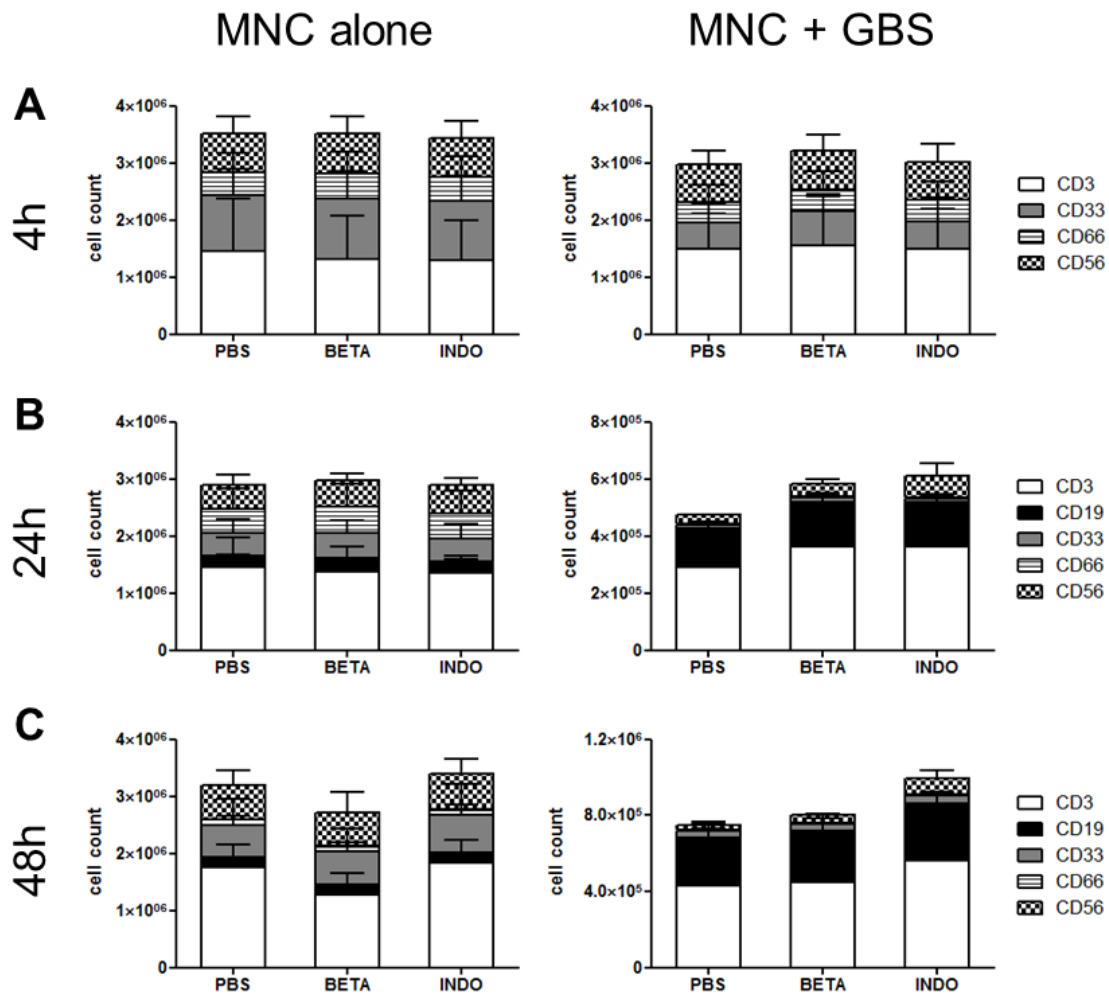 MNC alone
MNC + GBS
A
4h
cell count
4×10⁰⁶
3×10⁰⁶
2×10⁰⁶
1×10⁰⁶
0
PBS BETA INDO
cell count
4×10⁰⁶
3×10⁰⁶
2×10⁰⁶
1×10⁰⁶
0
PBS BETA INDO
CD3
CD33
CD66
CD56
B
24h
cell count
4×10⁰⁶
3×10⁰⁶
2×10⁰⁶
1×10⁰⁶
0
PBS BETA INDO
cell count
8×10⁰⁵
6×10⁰⁵
4×10⁰⁵
2×10⁰⁵
0
PBS BETA INDO
CD3
CD19
CD33
CD66
CD56
C
48h
cell count
4×10⁰⁶
3×10⁰⁶
2×10⁰⁶
1×10⁰⁶
0
PBS BETA INDO
cell count
1.2×10⁶
8.0×10⁵
4.0×10⁵
0
PBS BETA INDO
CD3
CD19
CD33
CD66
CD56